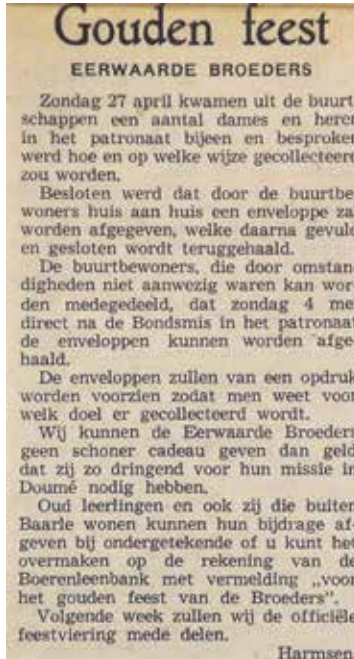 Gouden feest
EERWAARDE BROEDERS
Zondag 27 april kwamen uit de buurt
schappen een aantal dames en heren
in het patronaat bijeen en besproken
werd hoe en op welke wijze gecollecteerd
zou worden.
Besloten werd dat door de buurtbe
woners huis aan huis een enveloppe za
worden afgegeven, welke daarna gevuld
en gesloten wordt teruggehaald.
De buurtbewoners, die door omstan
digheden niet aanwezig waren kan wor
den medegedeeld, dat zondag 4 mei
direct na de Bondsmis in het patronaat
de enveloppen kunnen worden afge
haald.
De enveloppen zullen van een opdruk
worden voorzien zodat men weet voor
welk doel er gecollecteerd wordt.
Wij kunnen de Eerwaarde Broeders
geen schoner cadeau geven dan geld
dat zij zo dringend voor hun missie in
Doumé nodig hebben.
Oud leerlingen en ook zij die buiten
Baarle wonen kunnen hun bijdrage af
geven bij ondergetekende of u kunt het
overmaken op de rekening van de
Boerenleenbank met vermelding „voor
het gouden feest van de Broeders".
Volgende week zullen wij de officiële
feestviering mede delen.
Harmsen